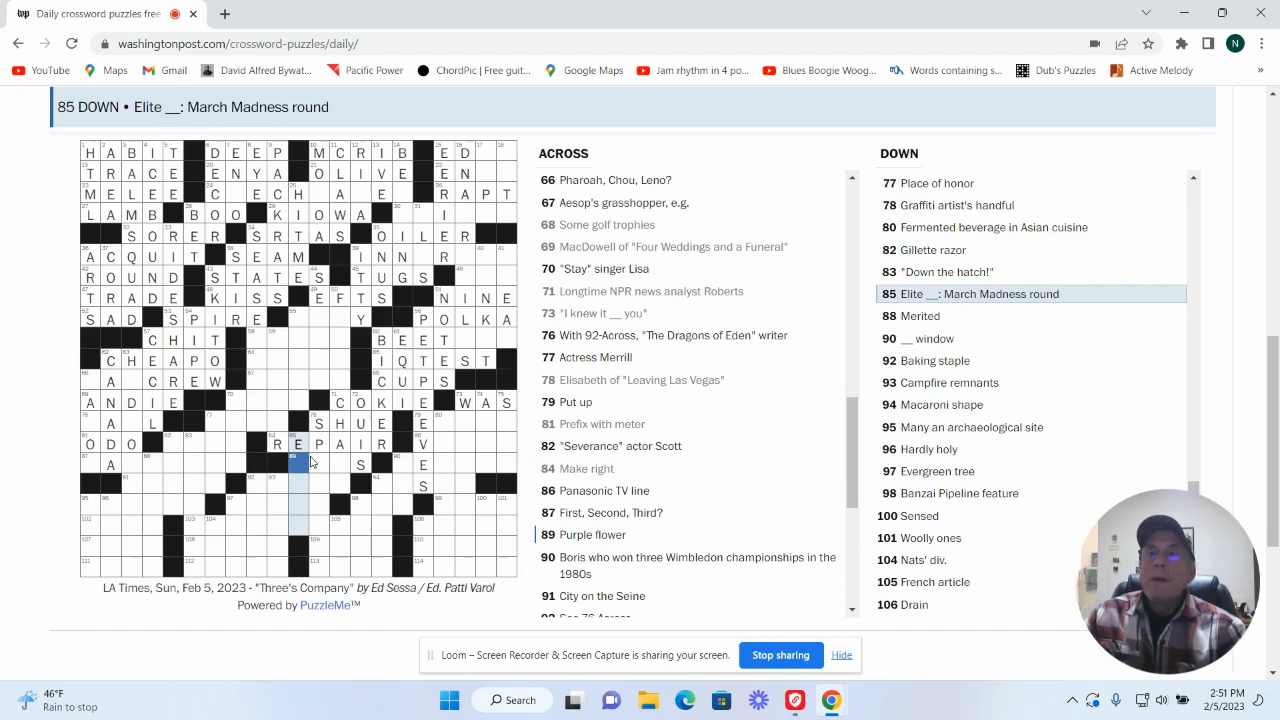 Daily crossword puzzles free
washingtonpost.com/crossword-puzzles/daily/
YouTube Maps Gmail David Alfred Bywat... Pacific Power ChordPic | Free guit... Google Maps Jam rhythm in 4 po... Blues Boogie Woog... Words containing s... Dub's Puzzles Active Melody »
85 DOWN • Elite __: March Madness round
H A B I T D E E P M C R I B E D
T R A C E E N Y A O L I V E E N
M E L E E T E C H A L E R A P T
L A M B B O O K I O W A I
S O R E R S R T A S O I L E R
A C Q U I T S E A M I N N R
R O U N D S T A T E S T U G S
T R A D E K I S S E F T S N I N E
S A D S P I R E Y P O L K A
C H I T B E E T
C H E A P O I Q T E S T
A C R E W C U P S
A N D I E C O K I E W A S
A L S H U E E
O D O R E P A I R V
A S E
S
LA Times, Sun, Feb 5, 2023 - "Three's Company" by Ed Sessa / Ed. Patti Varol
Powered by PuzzleMe™
ACROSS
66 Pharoah, Chou, Leno?
67 Aesop's grasshopper, e.g.
68 Some golf trophies
69 MacDowell of "Four Weddings and a Funeral"
70 "Stay" singer Lisa
71 Longtime NPR news analyst Roberts
73 "I knew it __ you"
76 With 92-Across, "The Dragons of Eden" writer
77 Actress Merrill
78 Elisabeth of "Leaving Las Vegas"
79 Put up
81 Prefix with meter
82 "Severance" actor Scott
84 Make right
86 Panasonic TV line
87 First, Second, Third?
89 Purple flower
90 Boris who won three Wimbledon championships in the
1980s
91 City on the Seine
92 See 76 Across
DOWN
77 Place of honor
78 Graffiti artist's handful
80 Fermented beverage in Asian cuisine
82 Gillette razor
83 "Down the hatch!"
85 Elite __: March Madness round
88 Merited
90 __ window
92 Baking staple
93 Campfire remnants
94 Macaroni shape
95 Many an archaeological site
96 Hardly holy
97 Evergreen tree
98 Banzai Pipeline feature
100 Sensed
101 Woolly ones
104 Nats' div.
105 French article
106 Drain
Loom – Screen Recorder & Screen Capture is sharing your screen. Stop sharing Hide
46°F
Rain to stop
Search
2:51 PM
2/5/2023